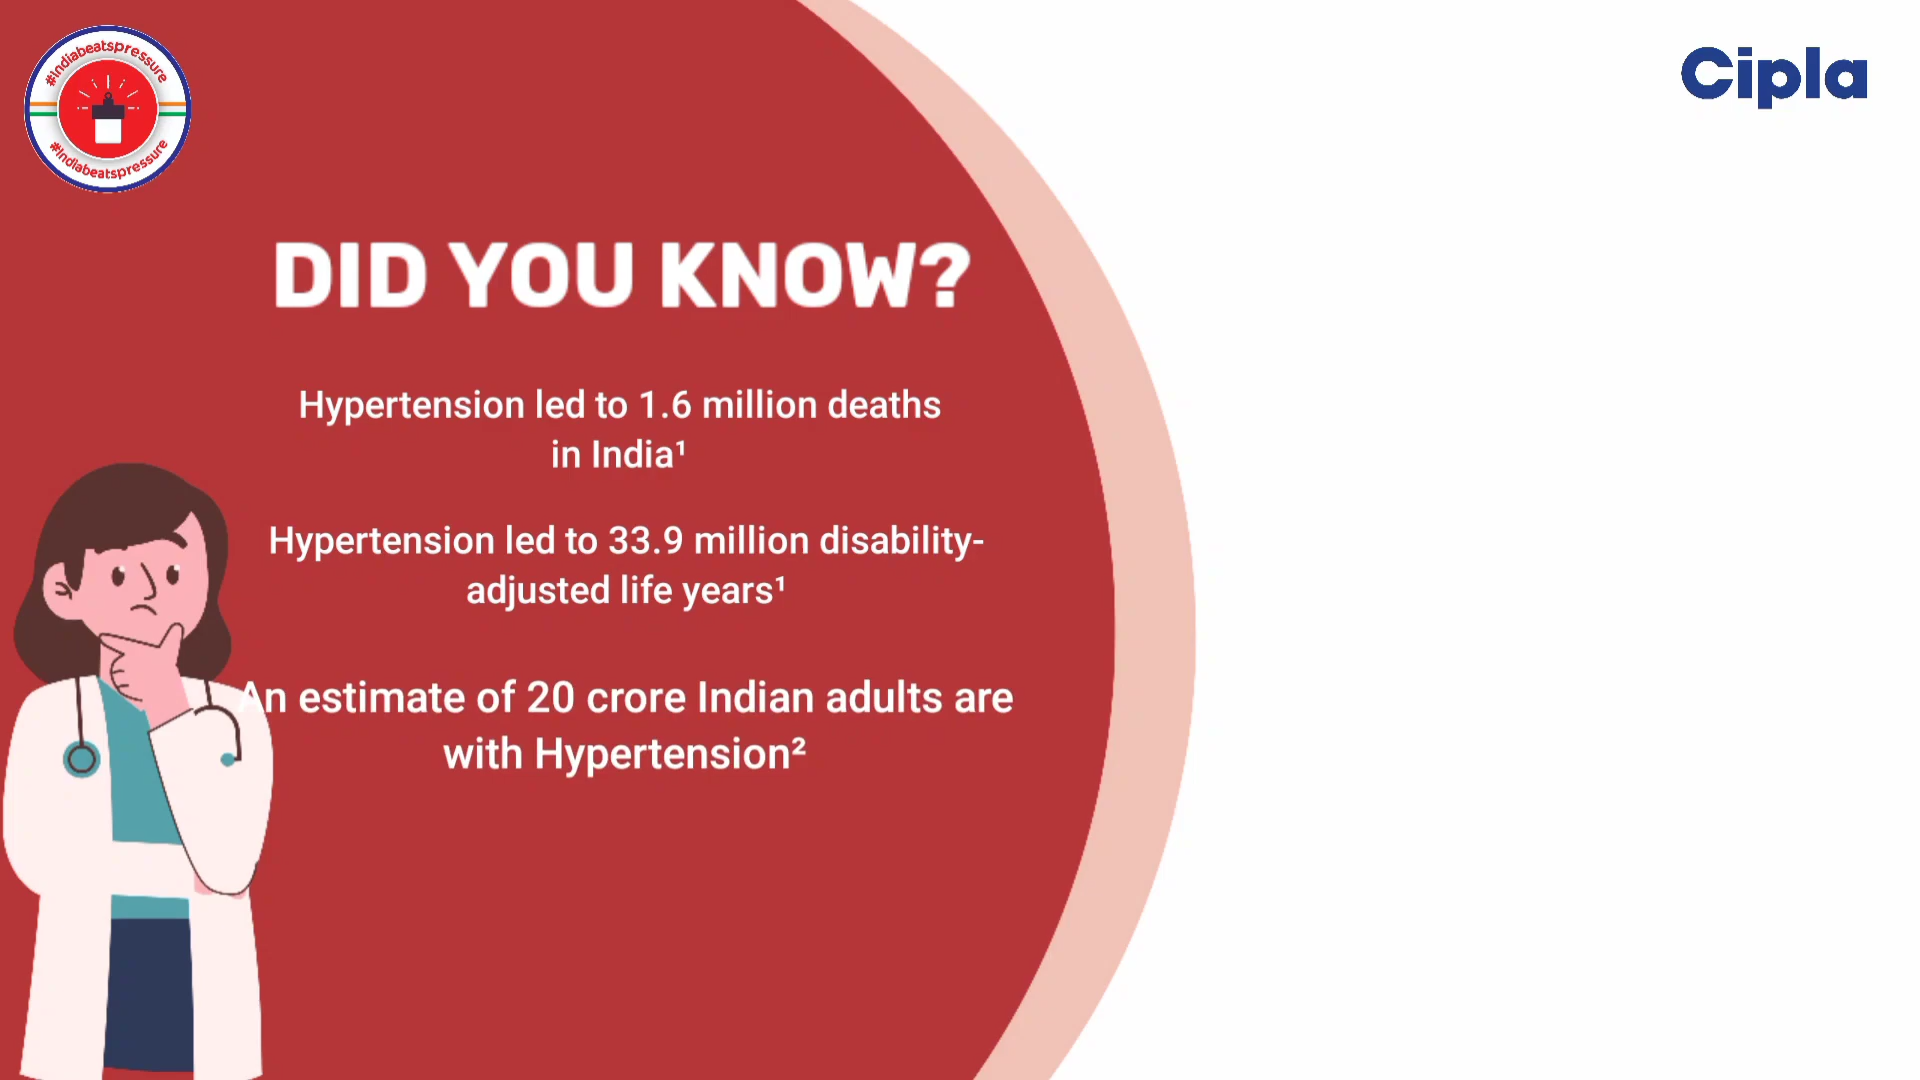 #Indiabeatspressure
#Indiabeatspressure
Cipla
DID YOU KNOW?
Hypertension led to 1.6 million deaths
in India¹
Hypertension led to 33.9 million disability-
adjusted life years¹
An estimate of 20 crore Indian adults are
with Hypertension²